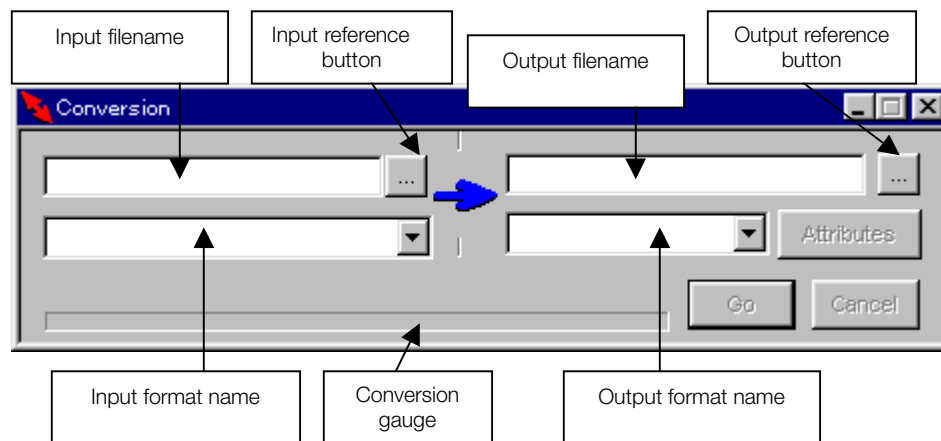 Input filename
Input reference
button
Output filename
Output reference
button
Conversion
...
...
Attributes
Go
Cancel
Input format name
Conversion
gauge
Output format name